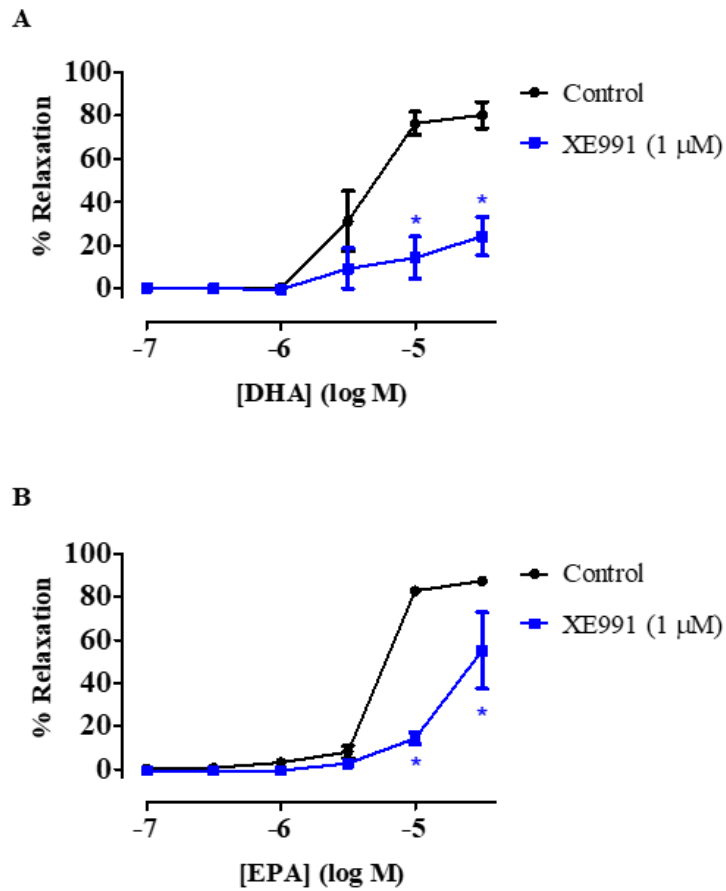 A
100
80
60
40
20
0
% Relaxation
Control
XE991 (1 µM)
*
*
-7
-6
-5
[DHA] (log M)
B
100
80
60
40
20
0
% Relaxation
Control
XE991 (1 µM)
*
*
-7
-6
-5
[EPA] (log M)